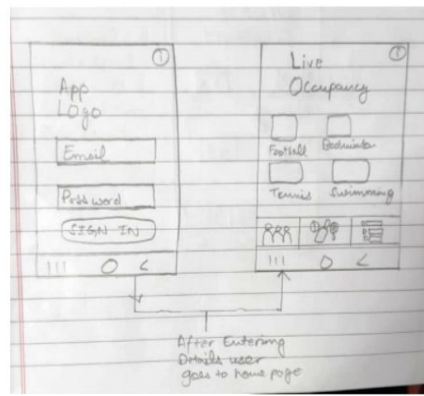 App
Logo
Email
Password
SIGN IN
Live
Occupancy
Football Badminton
Tennis Swimming
After Entering
Details user
goes to home page